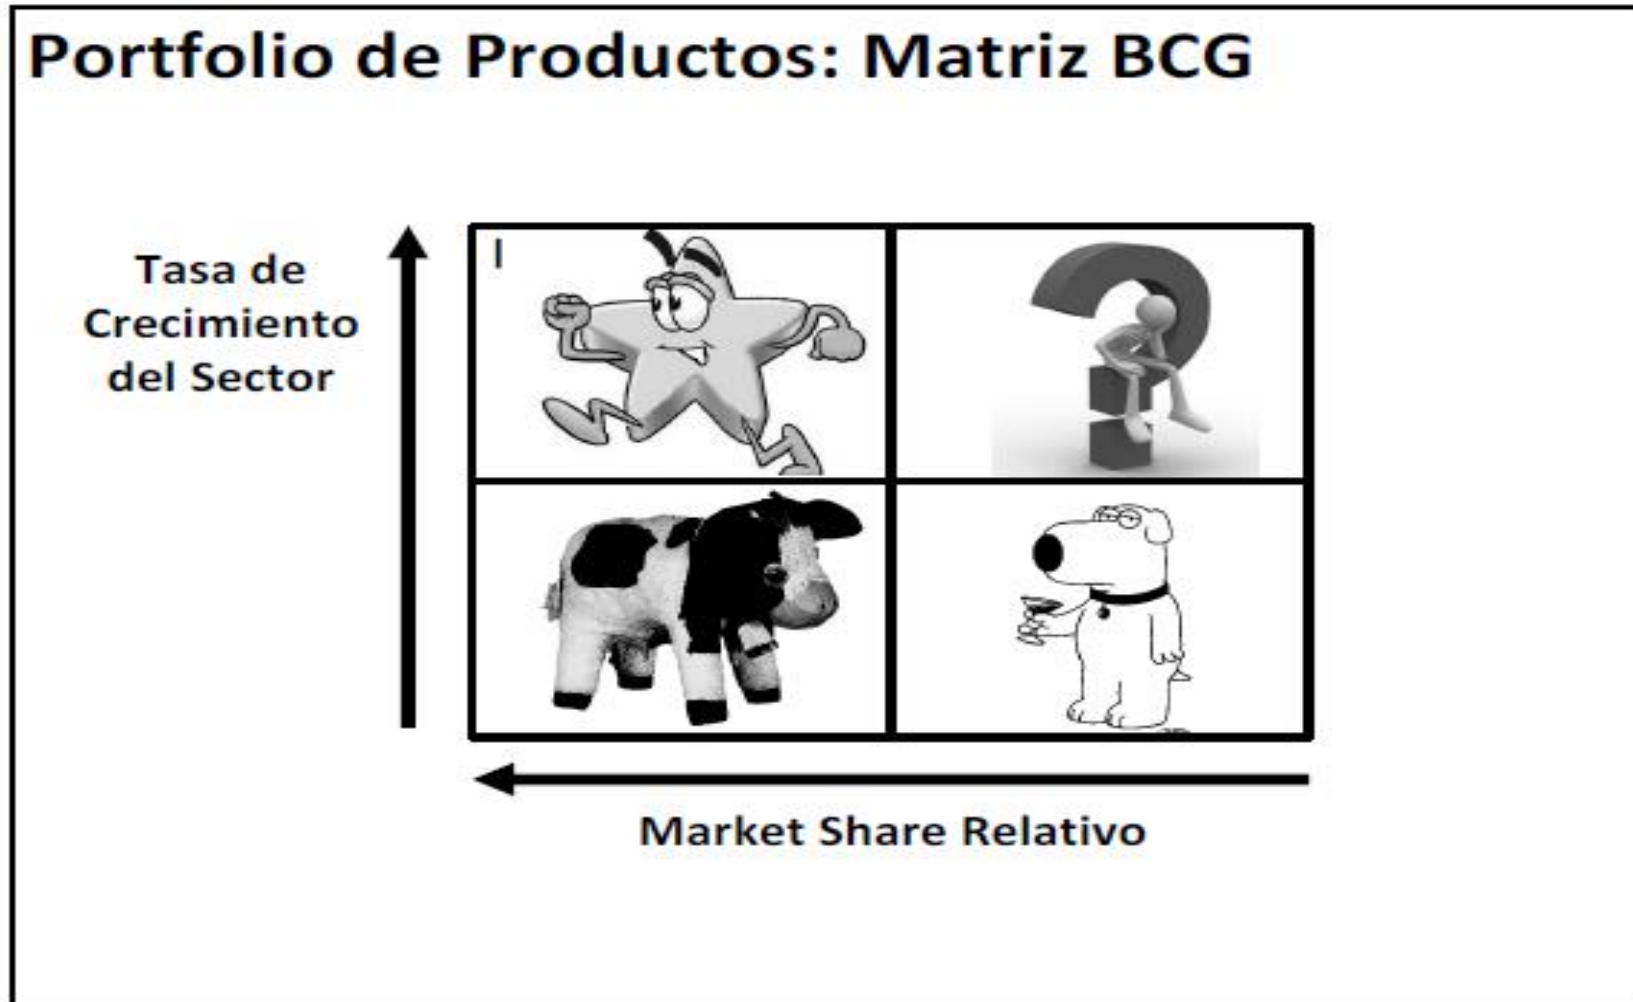 Portfolio de Productos: Matriz BCG
Tasa de
Crecimiento
del Sector
I
Market Share Relativo